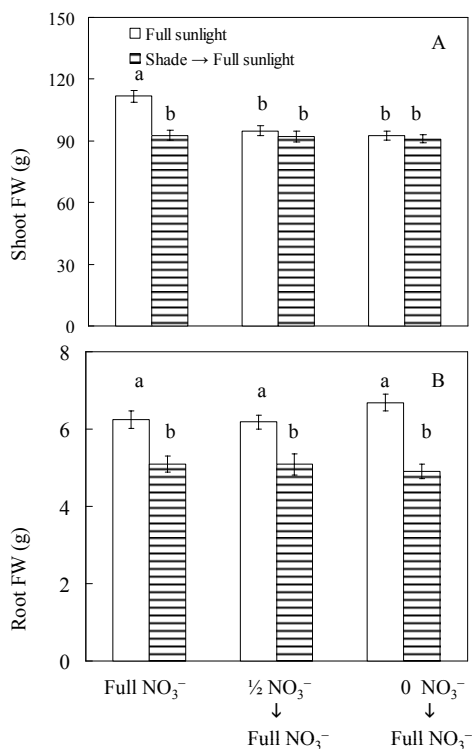 150
120
90
60
30
0
Shoot FW (g)
Full sunlight
Shade → Full sunlight
A
a
b
b
b
b
b
8
6
4
2
0
Root FW (g)
B
a
b
a
b
a
b
Full NO₃⁻
½ NO₃⁻
0 NO₃⁻
↓
↓
Full NO₃⁻
Full NO₃⁻